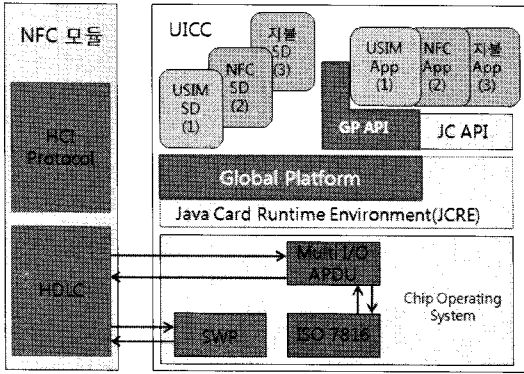 NFC 모듈
HCI
Protocol
HDLC
UICC
USIM
SD
(1)
NFC
SD
(2)
지불
SD
(3)
USIM
App
(1)
NFC
App
(2)
지불
App
(3)
GP API
JC API
Global Platform
Java Card Runtime Environment(JCRE)
Multi I/O
APDU
SWP
ISO 7816
Chip Operating
System